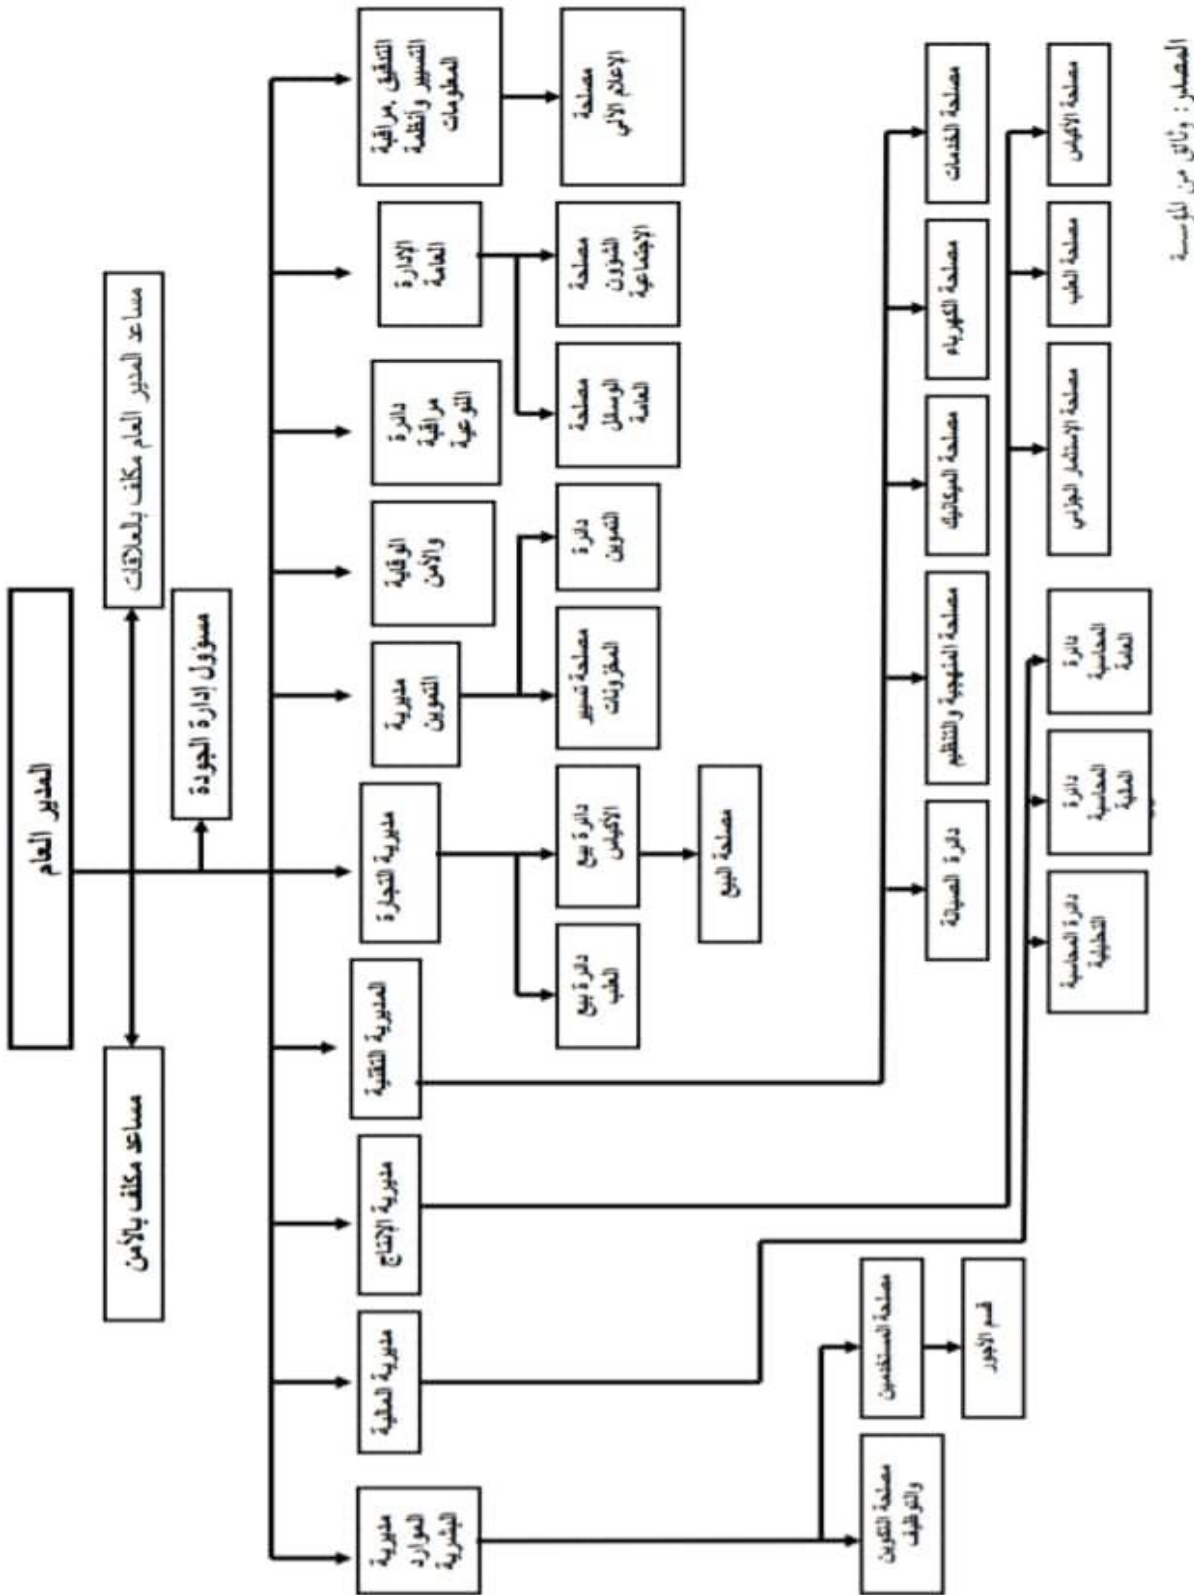 المدير العام
مساعد المدير العام مكلف بالعلاقات
مساعد مكلف بالأمن
مسؤول إدارة الجودة
التدقيق ,مراقبة
التسيير وأنظمة
المعلومات
الإدارة
العامة
دائرة
مراقبة
النوعية
الوقاية
والأمن
مديرية
التموين
مديرية التجارة
المديرية التقنية
مديرية الإنتاج
مديرية المالية
مديرية
الموارد
البشرية
مصلحة
الإعلام الآلي
مصلحة
الشؤون
الإجتماعية
مصلحة
الوسائل
العامة
دائرة
التموين
مصلحة تسيير
المخزونات
دائرة بيع
الأكياس
دائرة بيع
العلب
مصلحة البيع
مصلحة الخدمات
مصلحة الكهرباء
مصلحة الميكانيك
مصلحة المنهجية والتنظيم
دائرة الصيانة
مصلحة المستخدمين
مصلحة التكوين
والتوظيف
قسم الأجور
مصلحة الأكياس
مصلحة العلب
مصلحة الإستثمار الجزئي
دائرة
المحاسبة
العامة
دائرة
المحاسبة
المالية
دائرة المحاسبة
التحليلية
المصدر: وثائق من المؤسسة